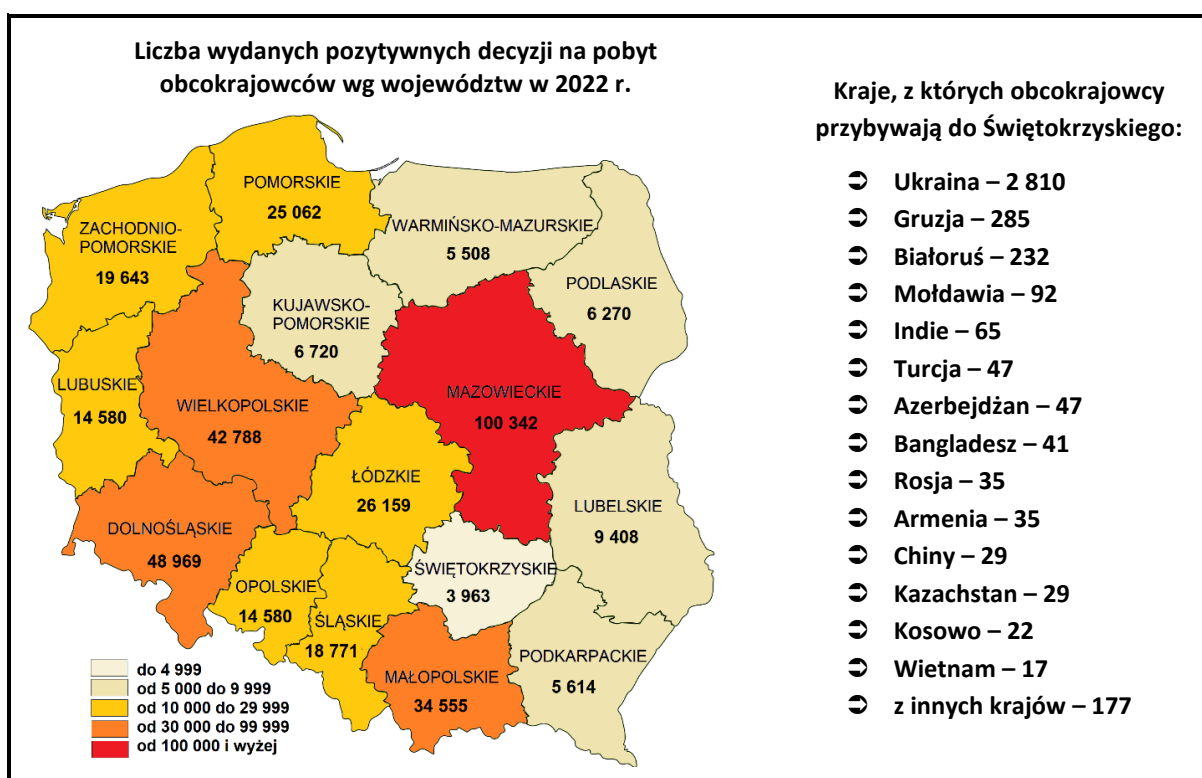 Liczba wydanych pozytywnych decyzji na pobyt
obcokrajowców wg województw w 2022 r.
POMORSKIE
25 062
ZACHODNIO-
POMORSKIE
19 643
WARMIŃSKO-MAZURSKIE
5 508
PODLASKIE
6 270
KUJAWSKO-
POMORSKIE
6 720
LUBUSKIE
14 580
WIELKOPOLSKIE
42 788
MAZOWIECKIE
100 342
ŁÓDZKIE
26 159
LUBELSKIE
9 408
DOLNOŚLĄSKIE
48 969
OPOLSKIE
14 580
ŚLĄSKIE
18 771
ŚWIĘTOKRZYSKIE
3 963
MAŁOPOLSKIE
34 555
PODKARPACKIE
5 614
do 4 999
od 5 000 do 9 999
od 10 000 do 29 999
od 30 000 do 99 999
od 100 000 i wyżej
Kraje, z których obcokrajowcy
przybywają do Świętokrzyskiego:
Ukraina – 2 810
Gruzja – 285
Białoruś – 232
Mołdawia – 92
Indie – 65
Turcja – 47
Azerbejdżan – 47
Bangladesz – 41
Rosja – 35
Armenia – 35
Chiny – 29
Kazachstan – 29
Kosowo – 22
Wietnam – 17
z innych krajów – 177